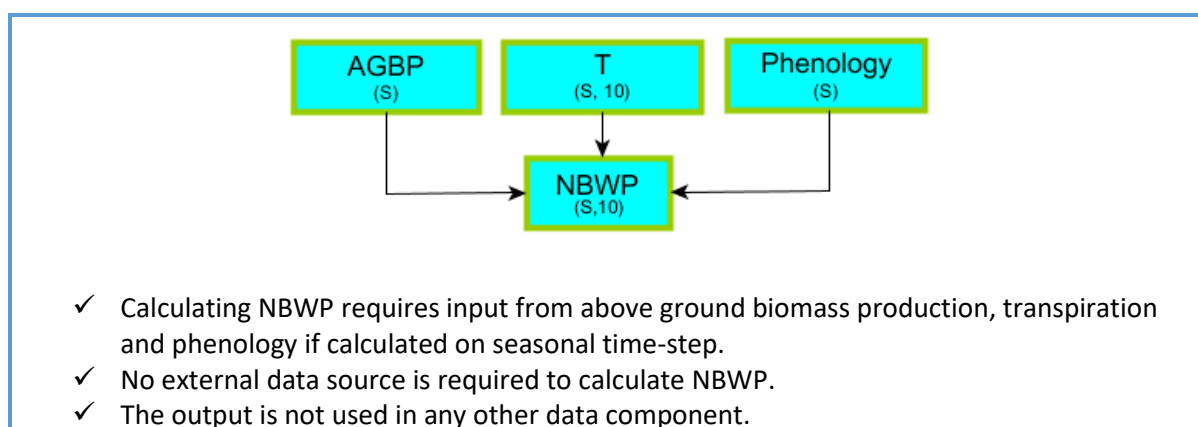 AGBP
(S)
T
(S, 10)
Phenology
(S)
NBWP
(S,10)
✓ Calculating NBWP requires input from above ground biomass production, transpiration
and phenology if calculated on seasonal time-step.
✓ No external data source is required to calculate NBWP.
✓ The output is not used in any other data component.